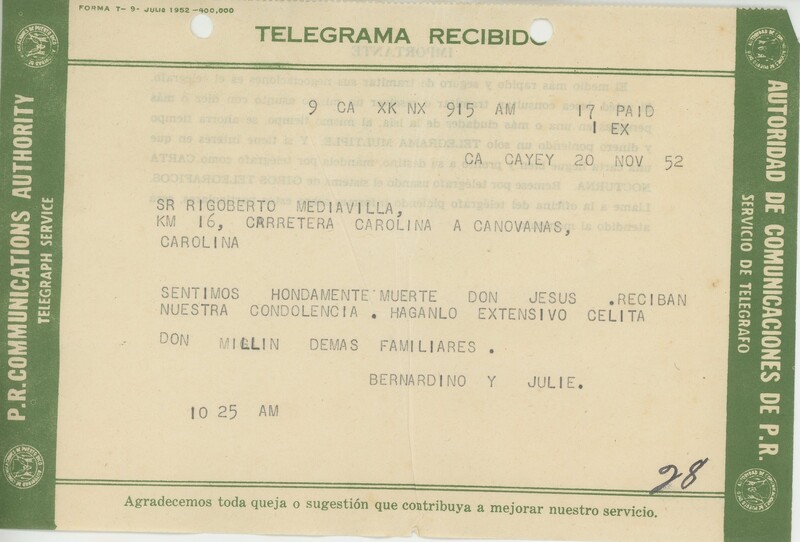 FORMA T- 9- JULIO 1952 -400,000
TELEGRAMA RECIBIDO
9 CA XK NX 915 AM 17 PAID
1 EX
CA CAYEY 20 NOV 52
SR RIGOBERTO MEDIAVILLA,
KM 16, CARRETERA CAROLINA A CANOVANAS,
CAROLINA
SENTIMOS HONDAMENTE MUERTE DON JESUS .RECIBAN
NUESTRA CONDOLENCIA . HAGANLO EXTENSIVO CELITA
DON MILLIN DEMAS FAMILIARES .
BERNARDINO Y JULIE.
10 25 AM
28
Agradecemos toda queja o sugestión que contribuya a mejorar nuestro servicio.
P.R. COMMUNICATIONS AUTHORITY
TELEGRAPH SERVICE
AUTORIDAD DE COMUNICACIONES DE P.R.
SERVICIO DE TELEGRAFO